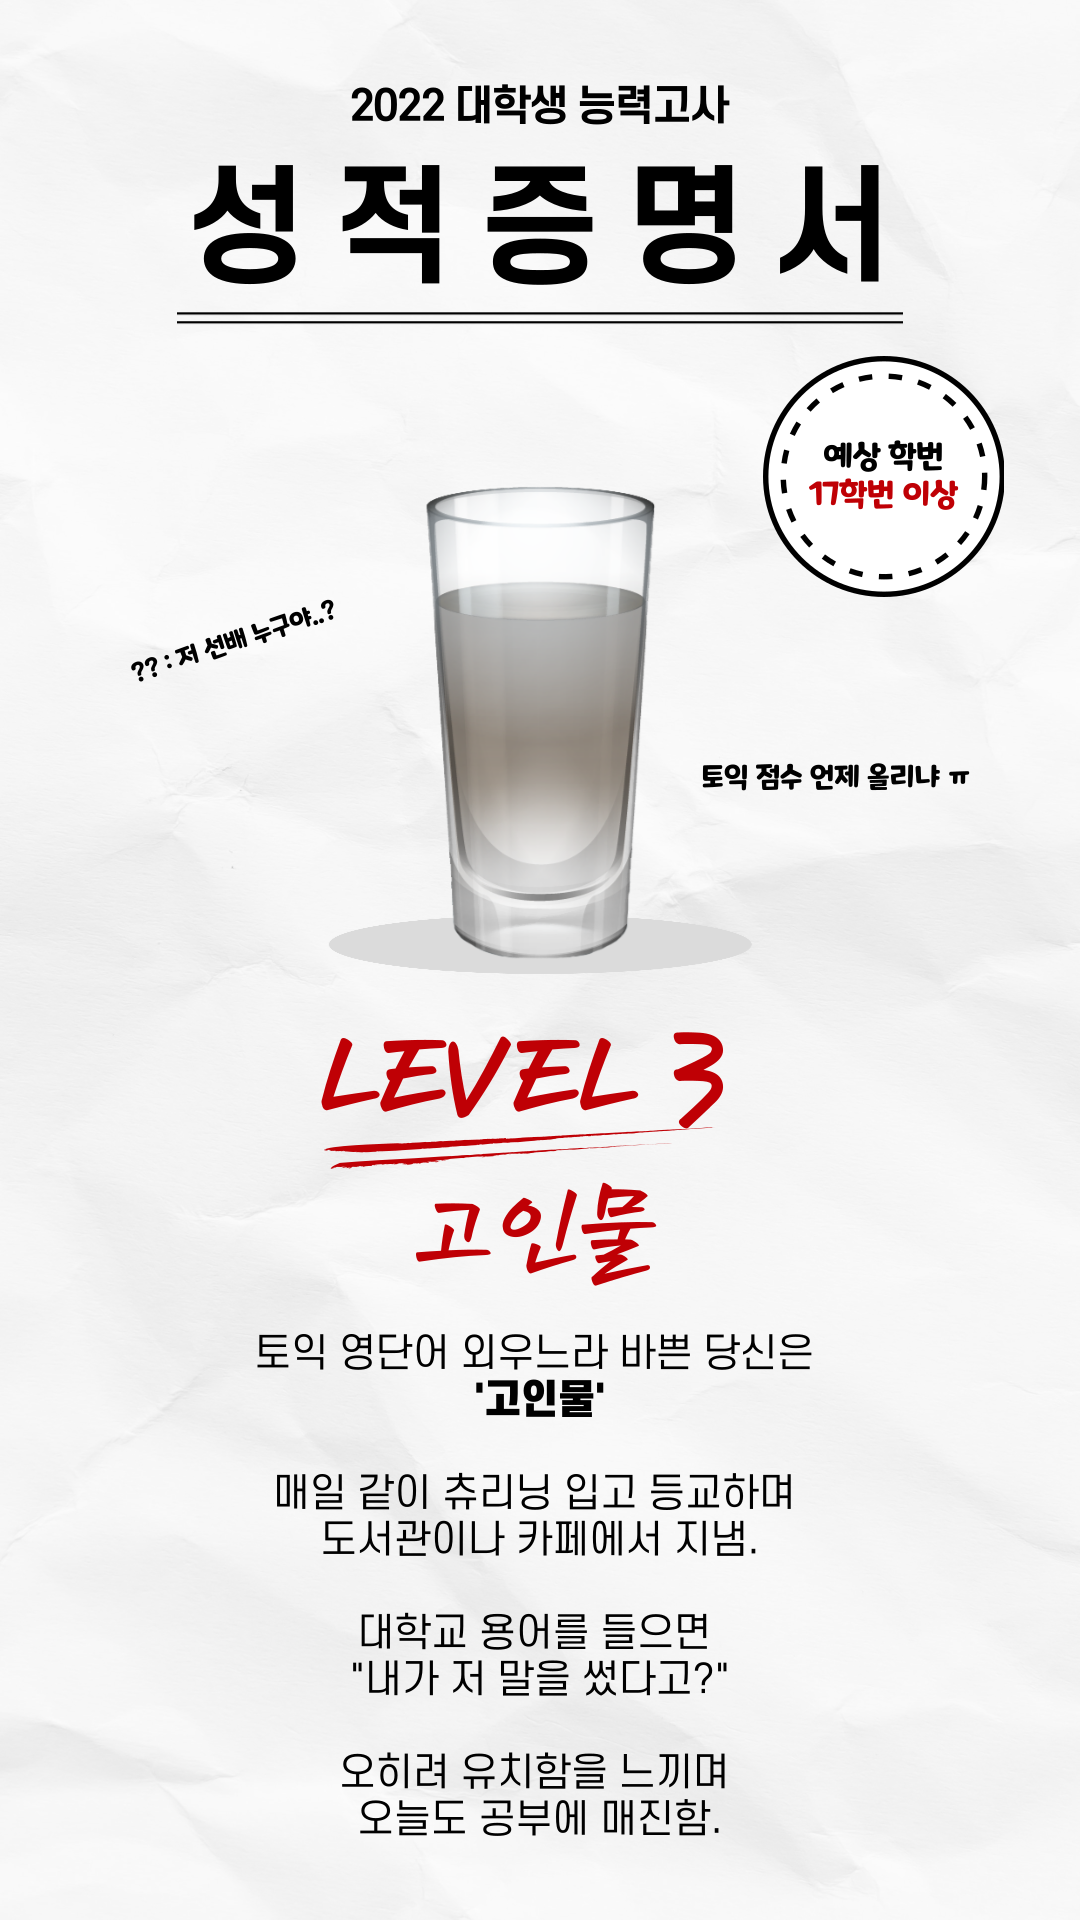 2022 대학생 능력고사
성적증명서
예상 학번
17학번 이상
?? : 저 선배 누구야..?
토익 점수 언제 올리냐 ㅠ
LEVEL 3
고인물
토익 영단어 외우느라 바쁜 당신은
'고인물'
매일 같이 츄리닝 입고 등교하며
도서관이나 카페에서 지냄.
대학교 용어를 들으면
"내가 저 말을 썼다고?"
오히려 유치함을 느끼며
오늘도 공부에 매진함.